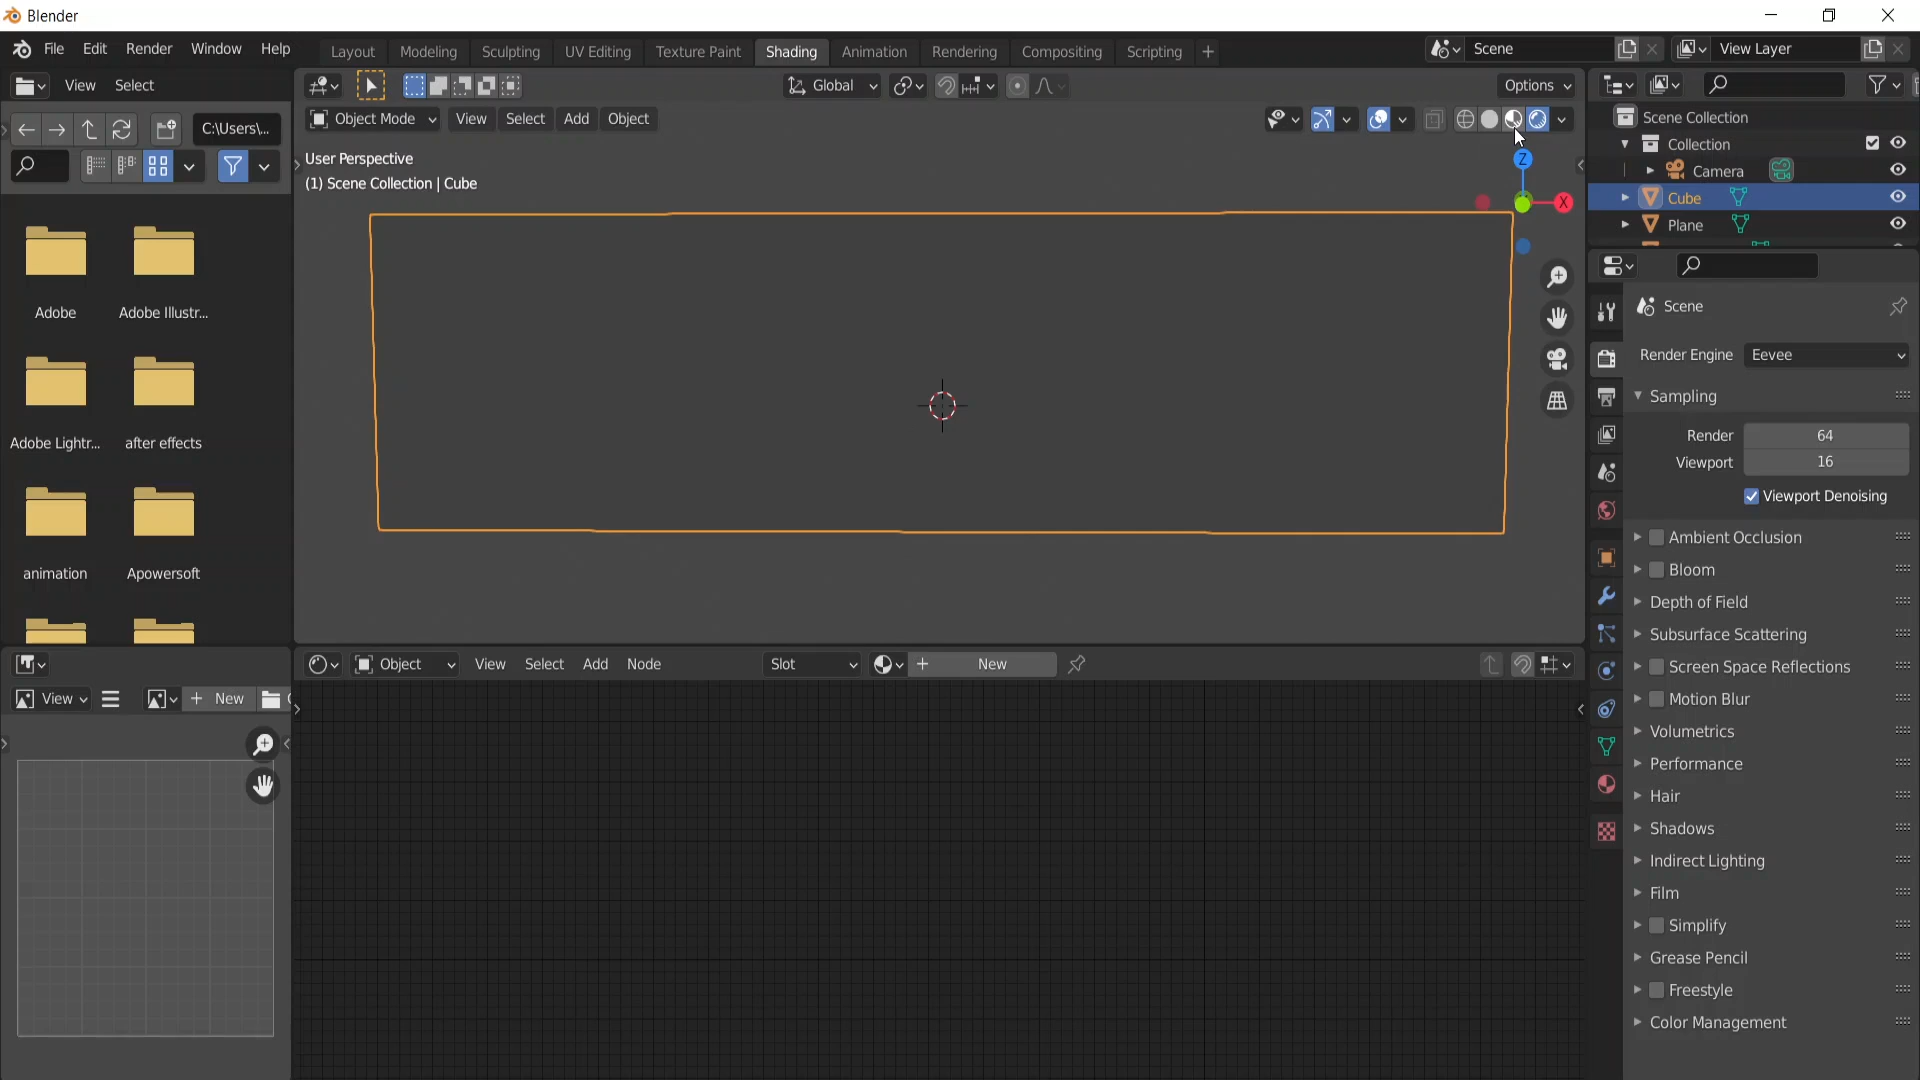 Blender
File Edit Render Window Help
Layout Modeling Sculpting UV Editing Texture Paint Shading Animation Rendering Compositing Scripting +
Scene
View Layer
View Select
Global
Options
C:\Users\...
Object Mode View Select Add Object
User Perspective
(1) Scene Collection | Cube
Z
X
Scene Collection
Collection
Camera
Cube
Plane
Scene
Render Engine Eevee
Sampling
Render 64
Viewport 16
Viewport Denoising
Ambient Occlusion
Bloom
Depth of Field
Subsurface Scattering
Screen Space Reflections
Motion Blur
Volumetrics
Performance
Hair
Shadows
Indirect Lighting
Film
Simplify
Grease Pencil
Freestyle
Color Management
Adobe
Adobe Illustr...
Adobe Lightr...
after effects
animation
Apowersoft
Object View Select Add Node Slot + New
View + New